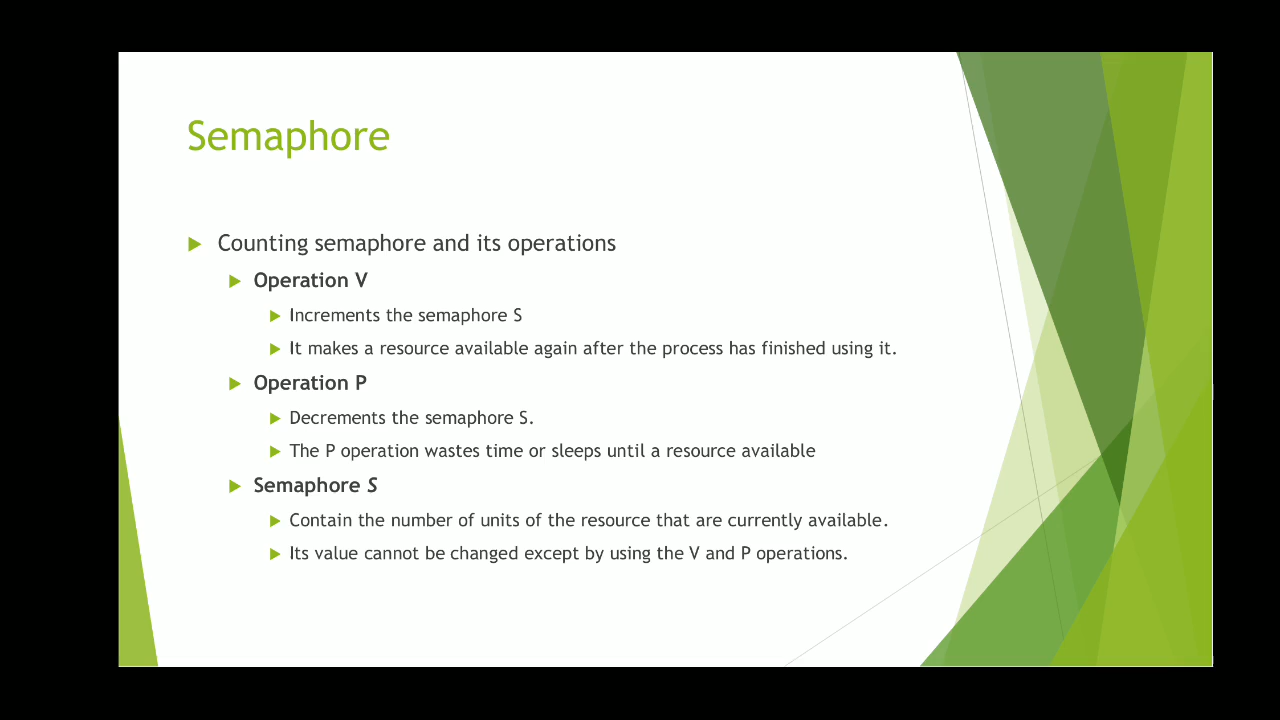 Semaphore
Counting semaphore and its operations
Operation V
Increments the semaphore S
It makes a resource available again after the process has finished using it.
Operation P
Decrements the semaphore S.
The P operation wastes time or sleeps until a resource available
Semaphore S
Contain the number of units of the resource that are currently available.
Its value cannot be changed except by using the V and P operations.